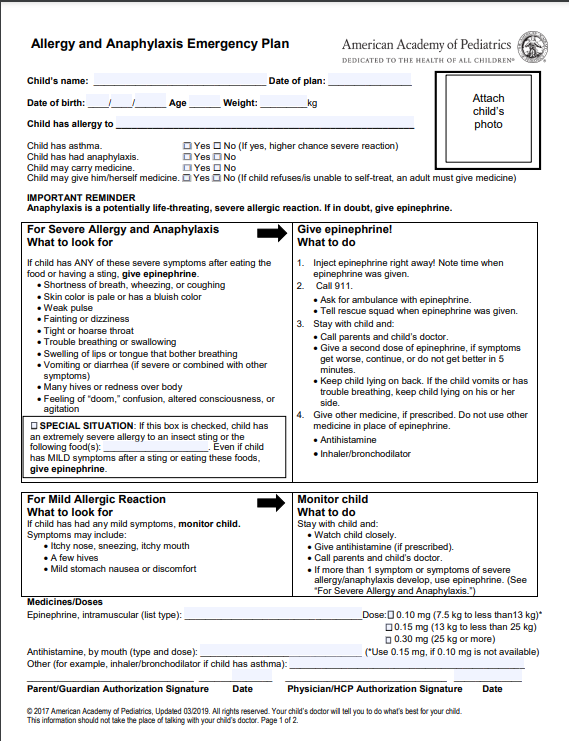 Allergy and Anaphylaxis Emergency Plan
American Academy of Pediatrics
DEDICATED TO THE HEALTH OF ALL CHILDREN®
Child's name: ____ Date of plan: ____
Date of birth: ___/___/____ Age ____ Weight: ____kg
Child has allergy to ____
Attach
child's
photo
Child has asthma. ☐ Yes ☐ No (If yes, higher chance severe reaction)
Child has had anaphylaxis. ☐ Yes ☐ No
Child may carry medicine. ☐ Yes ☐ No
Child may give him/herself medicine. ☐ Yes ☐ No (If child refuses/is unable to self-treat, an adult must give medicine)
IMPORTANT REMINDER
Anaphylaxis is a potentially life-threating, severe allergic reaction. If in doubt, give epinephrine.
For Severe Allergy and Anaphylaxis
What to look for
If child has ANY of these severe symptoms after eating the
food or having a sting, give epinephrine.
• Shortness of breath, wheezing, or coughing
• Skin color is pale or has a bluish color
• Weak pulse
• Fainting or dizziness
• Tight or hoarse throat
• Trouble breathing or swallowing
• Swelling of lips or tongue that bother breathing
• Vomiting or diarrhea (if severe or combined with other
symptoms)
• Many hives or redness over body
• Feeling of "doom," confusion, altered consciousness, or
agitation
☐ SPECIAL SITUATION: If this box is checked, child has
an extremely severe allergy to an insect sting or the
following food(s): ____. Even if child
has MILD symptoms after a sting or eating these foods,
give epinephrine.
Give epinephrine!
What to do
1. Inject epinephrine right away! Note time when
epinephrine was given.
2. Call 911.
• Ask for ambulance with epinephrine.
• Tell rescue squad when epinephrine was given.
3. Stay with child and:
• Call parents and child's doctor.
• Give a second dose of epinephrine, if symptoms
get worse, continue, or do not get better in 5
minutes.
• Keep child lying on back. If the child vomits or has
trouble breathing, keep child lying on his or her
side.
4. Give other medicine, if prescribed. Do not use other
medicine in place of epinephrine.
• Antihistamine
• Inhaler/bronchodilator
For Mild Allergic Reaction
What to look for
If child has had any mild symptoms, monitor child.
Symptoms may include:
• Itchy nose, sneezing, itchy mouth
• A few hives
• Mild stomach nausea or discomfort
Monitor child
What to do
Stay with child and:
• Watch child closely.
• Give antihistamine (if prescribed).
• Call parents and child's doctor.
• If more than 1 symptom or symptoms of severe
allergy/anaphylaxis develop, use epinephrine. (See
"For Severe Allergy and Anaphylaxis.")
Medicines/Doses
Epinephrine, intramuscular (list type): ____Dose:☐ 0.10 mg (7.5 kg to less than13 kg)*
☐ 0.15 mg (13 kg to less than 25 kg)
☐ 0.30 mg (25 kg or more)
Antihistamine, by mouth (type and dose): ____ (*Use 0.15 mg, if 0.10 mg is not available)
Other (for example, inhaler/bronchodilator if child has asthma): ____
Parent/Guardian Authorization Signature Date Physician/HCP Authorization Signature Date
© 2017 American Academy of Pediatrics, Updated 03/2019. All rights reserved. Your child's doctor will tell you to do what's best for your child.
This information should not take the place of talking with your child's doctor. Page 1 of 2.